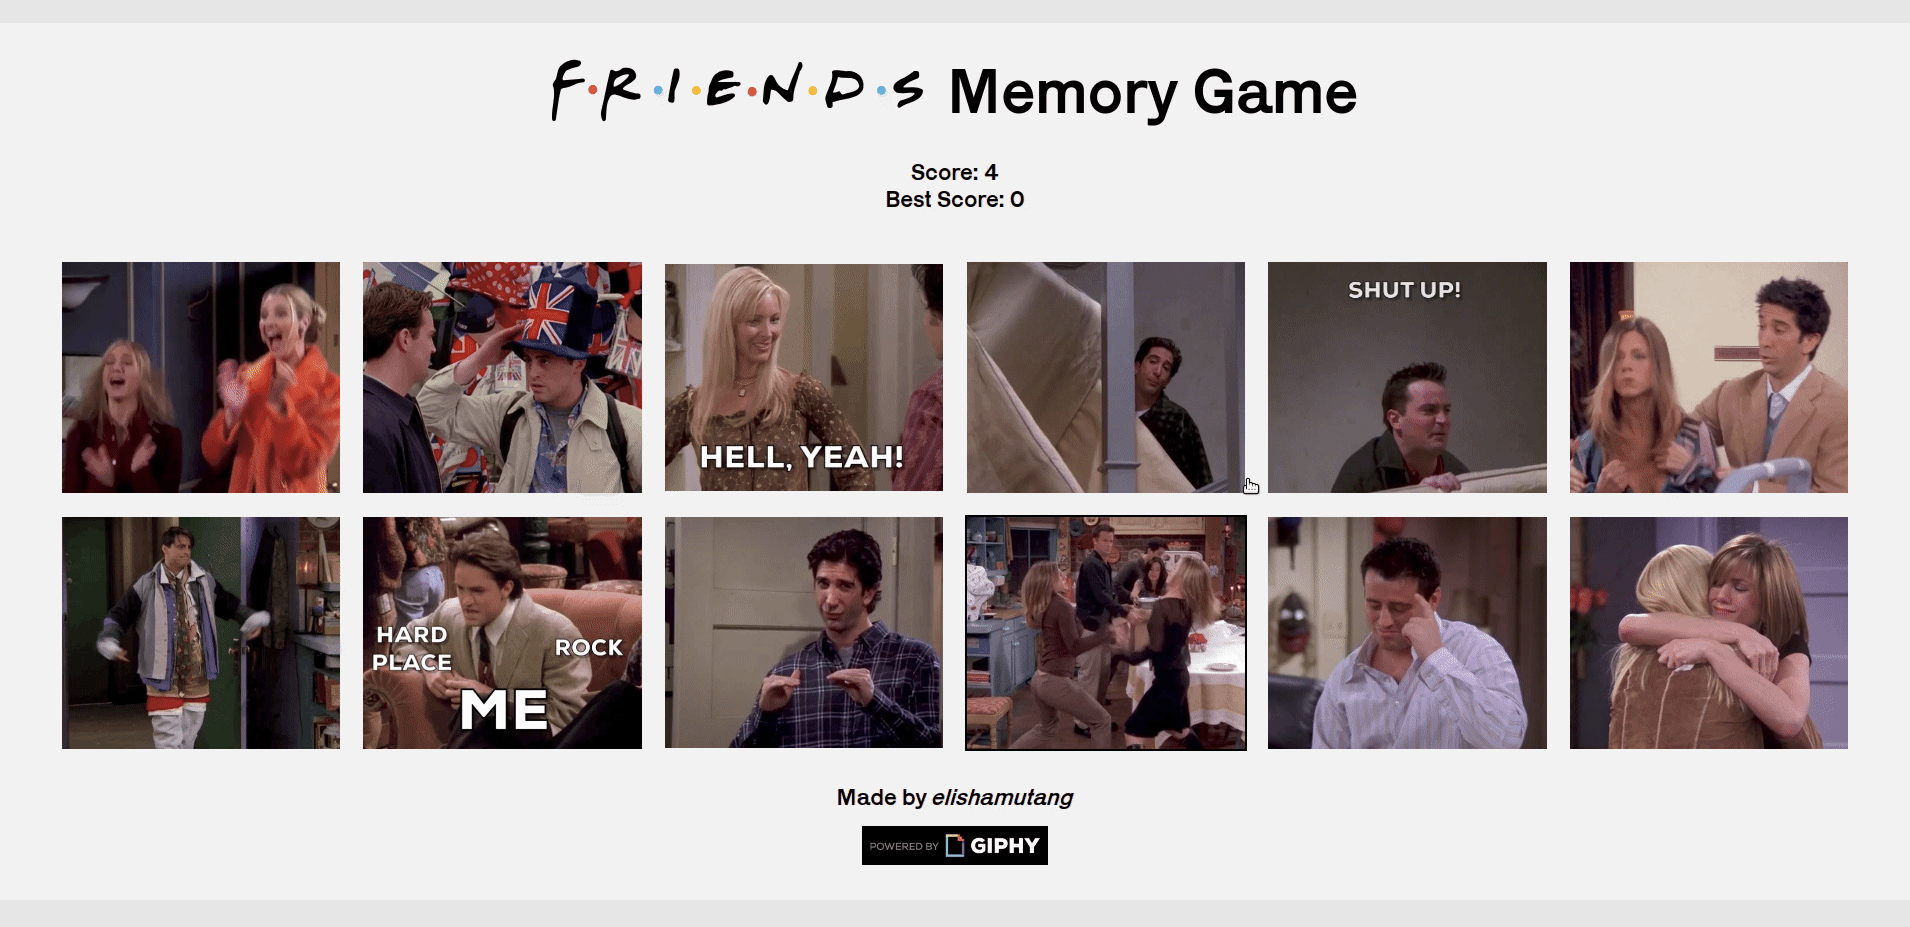 F·R·I·E·N·D·S Memory Game
Score: 4
Best Score: 0
HELL, YEAH!
SHUT UP!
HARD PLACE
ROCK
ME
Made by elishamutang
POWERED BY GIPHY